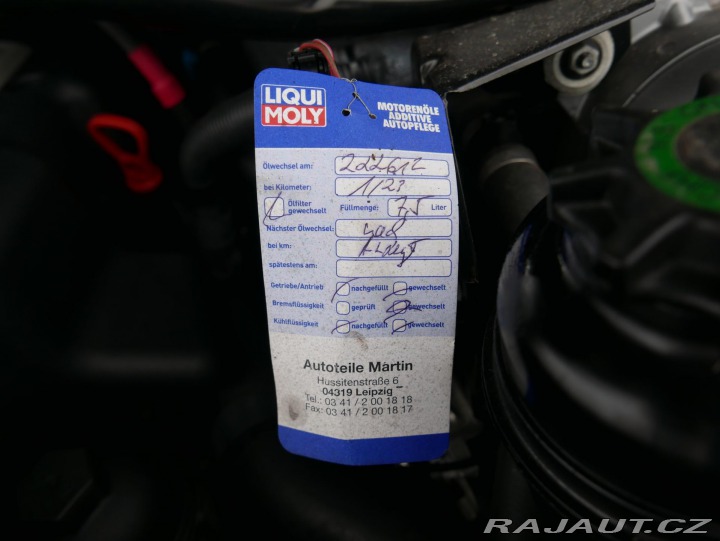 LIQUI
MOLY
MOTORENÖLE
ADDITIVE
AUTOPFLEGE
Ölwechsel am:
bei Kilometer: 1/23
Ölfilter
gewechselt
Füllmenge: 7,5 Liter
Nächster Ölwechsel:
bei km:
spätestens am:
Getriebe/Antrieb nachgefüllt gewechselt
Bremsflüssigkeit geprüft gewechselt
Kühlflüssigkeit nachgefüllt gewechselt
Autoteile Martin
Hussitenstraße 6
04319 Leipzig
Tel.: 03 41 / 2 00 18 18
Fax: 03 41 / 2 00 18 17
RAJAUT.CZ